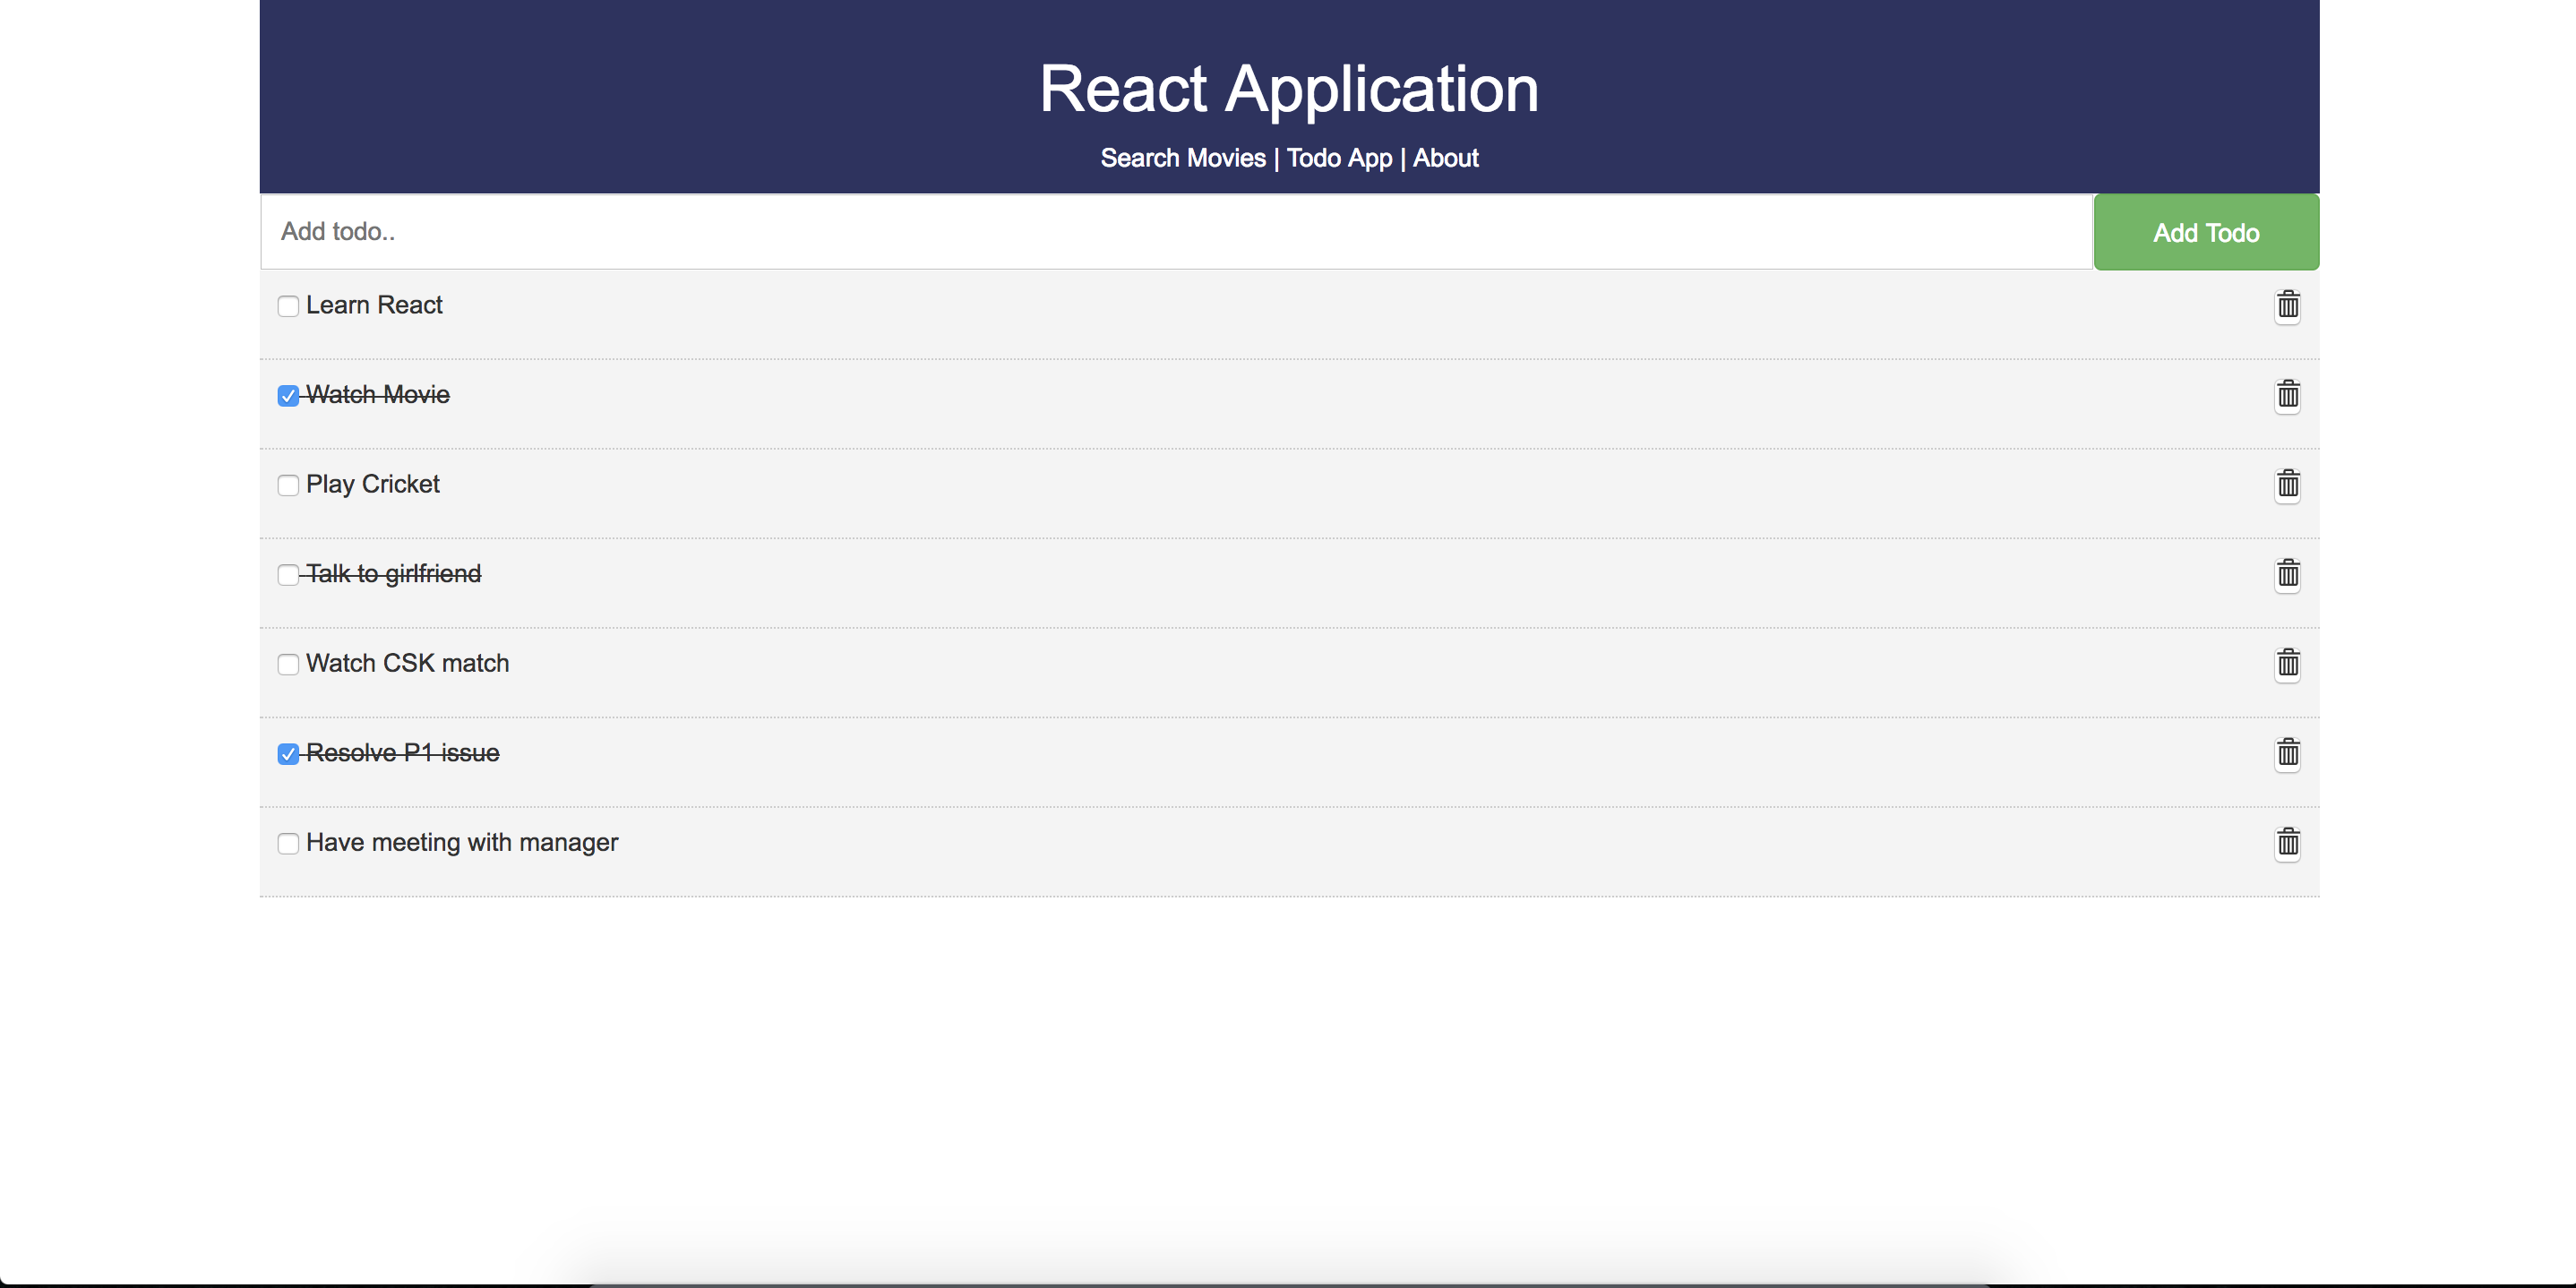 React Application
Search Movies | Todo App | About
Add todo.. Add Todo
Learn React
Watch Movie
Play Cricket
Talk to girlfriend
Watch CSK match
Resolve P1 issue
Have meeting with manager